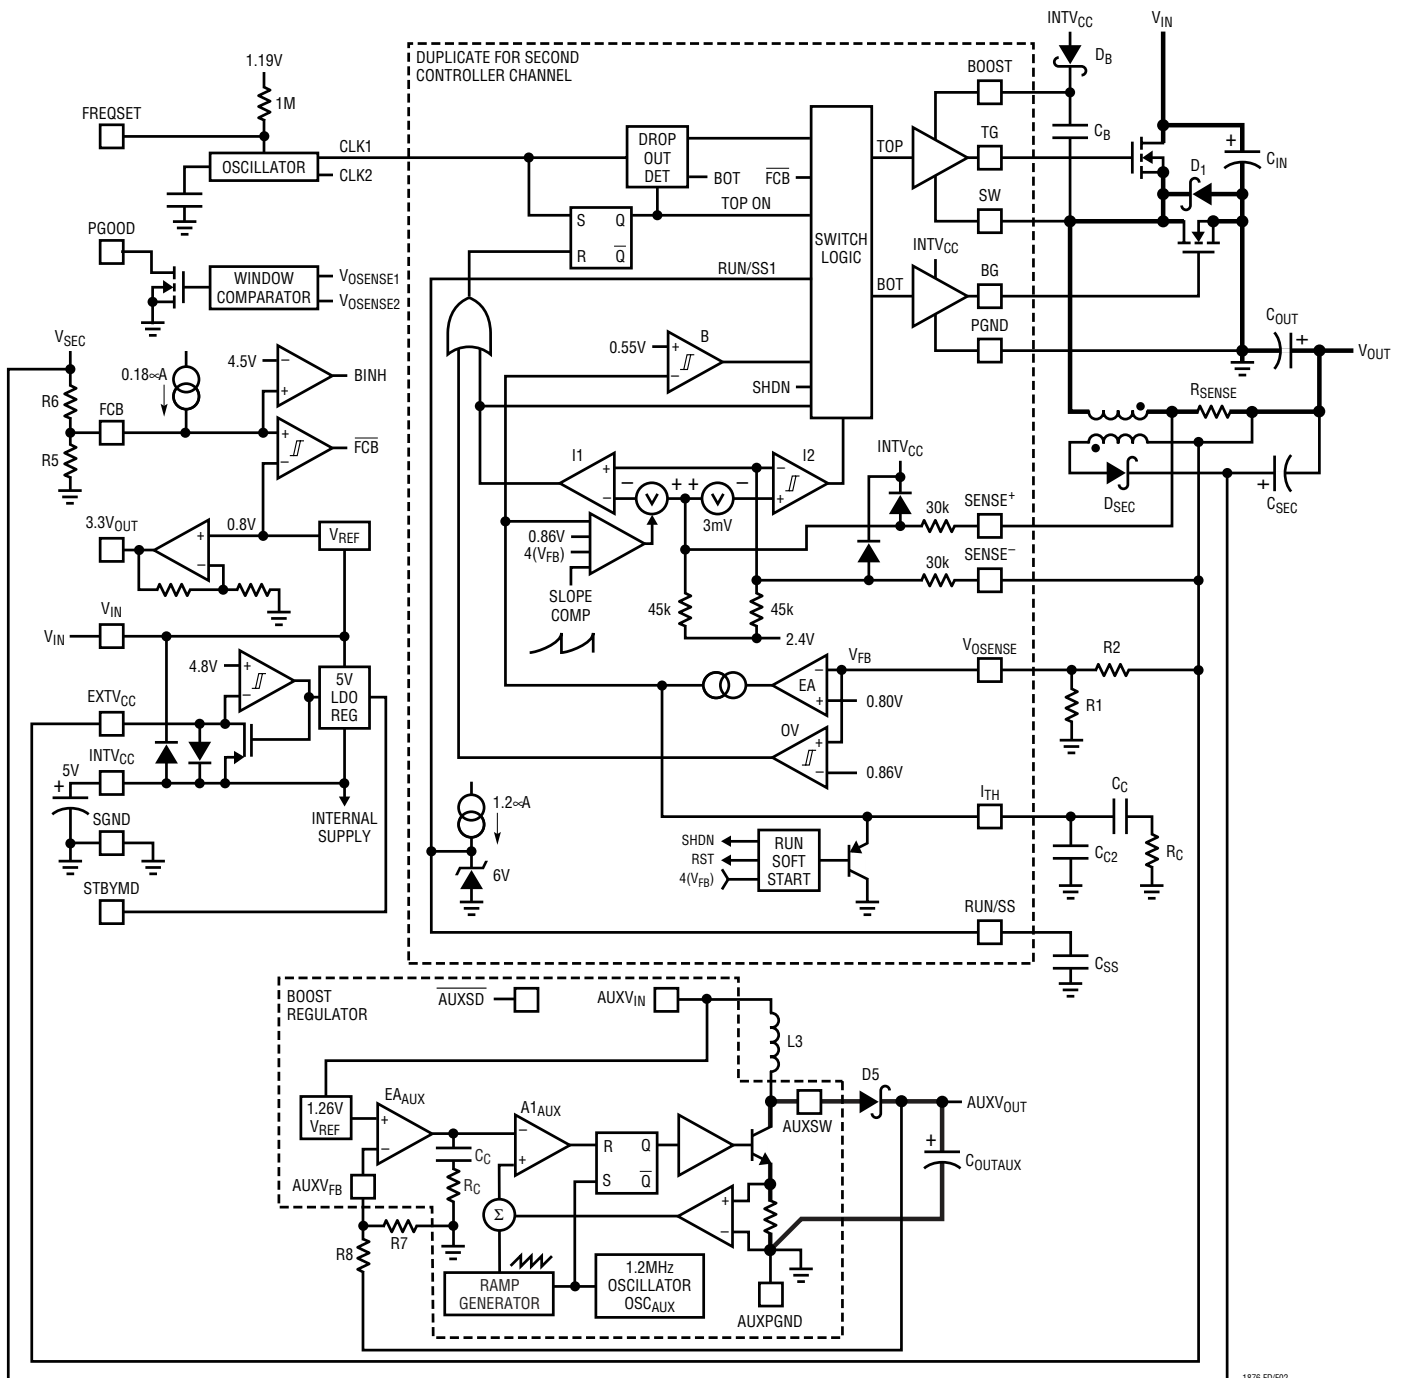 INTVCC
VIN
DUPLICATE FOR SECOND
CONTROLLER CHANNEL
DB
BOOST
1.19V
1M
FREQSET
DROP
OUT
DET
TG
CB
+
CIN
CLK1
TOP
OSCILLATOR
CLK2
BOT
FCB
D1
TOP ON
SW
S Q
R Q
PGOOD
SWITCH
LOGIC
INTVCC
RUN/SS1
BG
WINDOW
COMPARATOR
VOSENSE1
VOSENSE2
BOT
COUT
+
PGND
VSEC
0.55V
+
B
−
VOUT
4.5V
−
+
BINH
0.18∞A
SHDN
RSENSE
R6
FCB
+
−
FCB
R5
INTVCC
I1
+
−
−
+ +
−
V
V
3mV
−
+
I2
DSEC
+
CSEC
3.3VOUT
0.8V
+
−
VREF
0.86V
4(VFB)
30k
SENSE+
30k
SENSE−
SLOPE
COMP
45k
45k
2.4V
VIN
VIN
4.8V
+
−
5V
LDO
REG
VFB
VOSENSE
R2
EA
−
+
0.80V
R1
EXTVCC
OV
+
−
0.86V
INTVCC
5V
+
INTERNAL
SUPPLY
1.2∞A
ITH
CC
SGND
SHDN
RST
4(VFB)
RUN
SOFT
START
CC2
RC
6V
STBYMD
RUN/SS
CSS
BOOST
REGULATOR
AUXSD
AUXVIN
L3
1.26V
VREF
EAAUX
+
−
A1AUX
−
+
D5
AUXVOUT
AUXSW
R Q
S Q
CC
RC
+
COUTAUX
AUXVFB
Σ
+
−
R7
R8
RAMP
GENERATOR
1.2MHz
OSCILLATOR
OSCAUX
AUXPGND